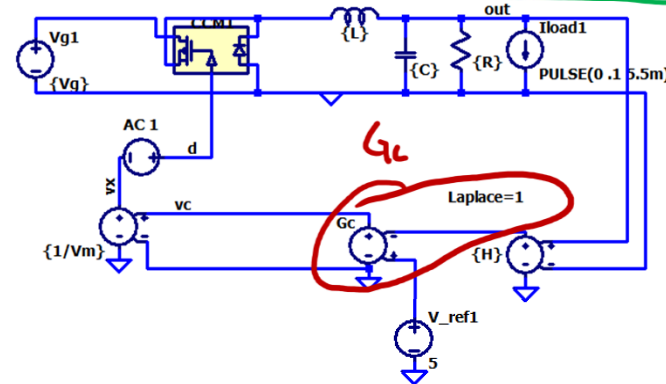 CCM1
out
Vg1
{Vg}
{L}
{C}
{R}
Iload1
PULSE(0 .1 5.5m)
AC 1
d
vx
Gc
Laplace=1
vc
Gc
{1/Vm}
{H}
V_ref1
5